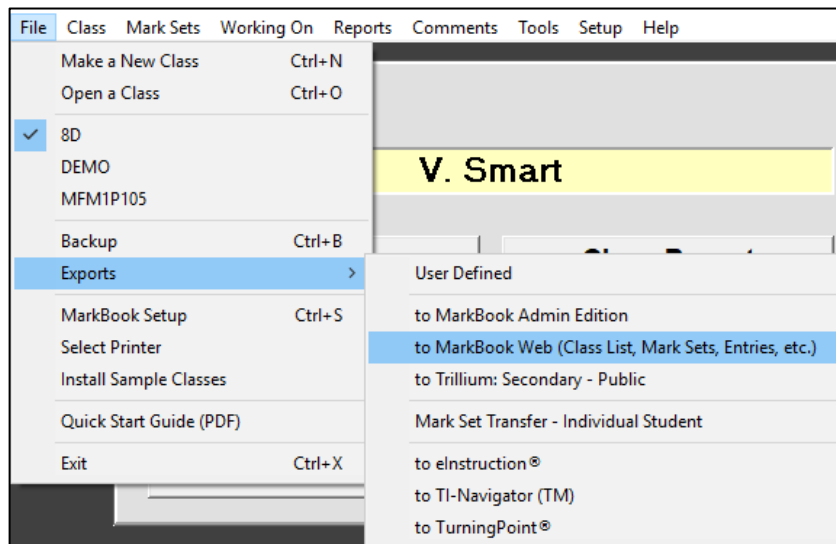 File Class Mark Sets Working On Reports Comments Tools Setup Help
Make a New Class Ctrl+N
Open a Class Ctrl+O
8D
DEMO
MFM1P105
V. Smart
Backup Ctrl+B
Exports >
User Defined
MarkBook Setup Ctrl+S
to MarkBook Admin Edition
Select Printer
to MarkBook Web (Class List, Mark Sets, Entries, etc.)
Install Sample Classes
to Trillium: Secondary - Public
Quick Start Guide (PDF)
Mark Set Transfer - Individual Student
Exit Ctrl+X
to eInstruction®
to TI-Navigator (TM)
to TurningPoint®